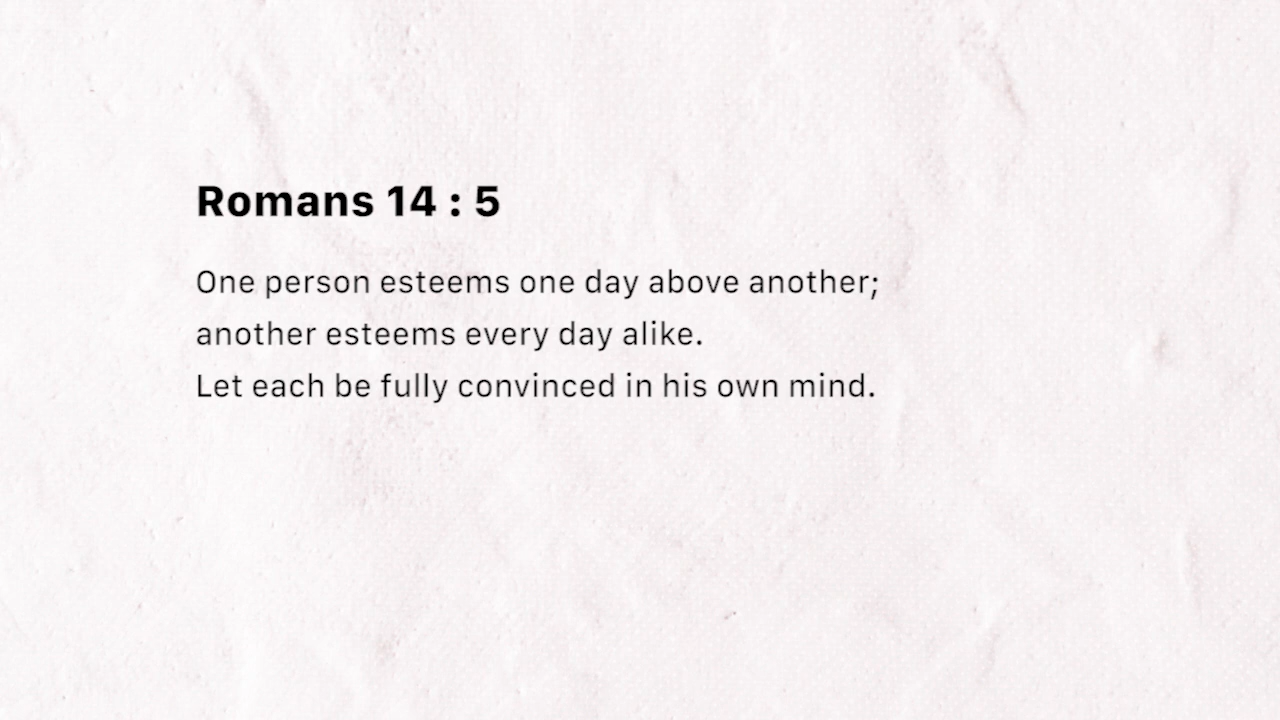 Romans 14 : 5
One person esteems one day above another;
another esteems every day alike.
Let each be fully convinced in his own mind.